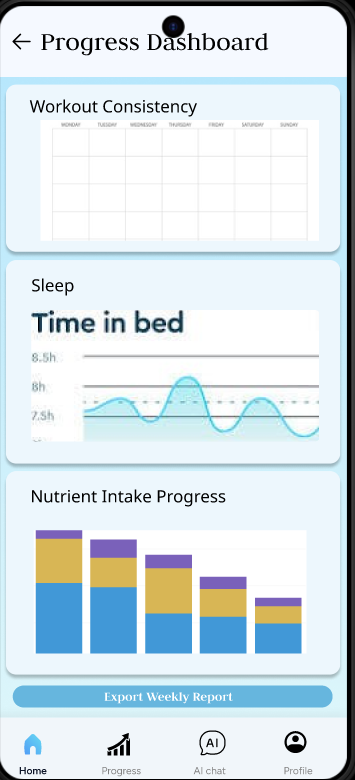 Progress Dashboard
Workout Consistency
MONDAY TUESDAY WEDNESDAY THURSDAY FRIDAY SATURDAY SUNDAY
Sleep
Time in bed
8.5h
8h
7.5h
Nutrient Intake Progress
Export Weekly Report
AI
Home Progress AI chat Profile